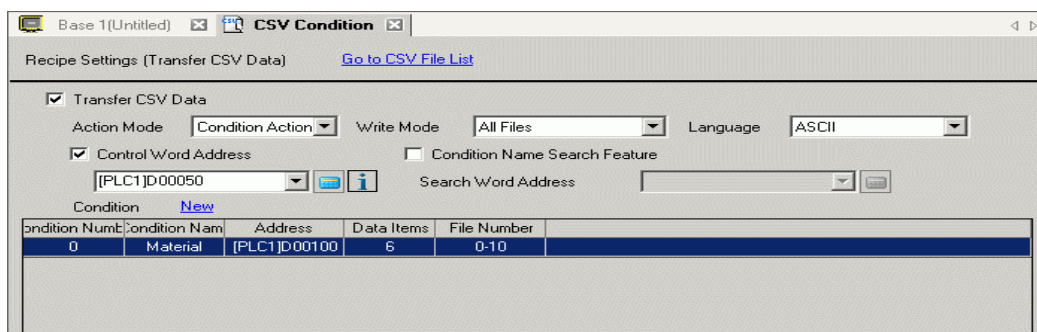 Base 1(Untitled) CSV Condition
Recipe Settings (Transfer CSV Data) Go to CSV File List
Transfer CSV Data
Action Mode Condition Action Write Mode All Files Language ASCII
Control Word Address Condition Name Search Feature
[PLC1]D00050 Search Word Address
Condition New
ondition Numb Condition Nam Address Data Items File Number
0 Material [PLC1]D00100 6 0-10